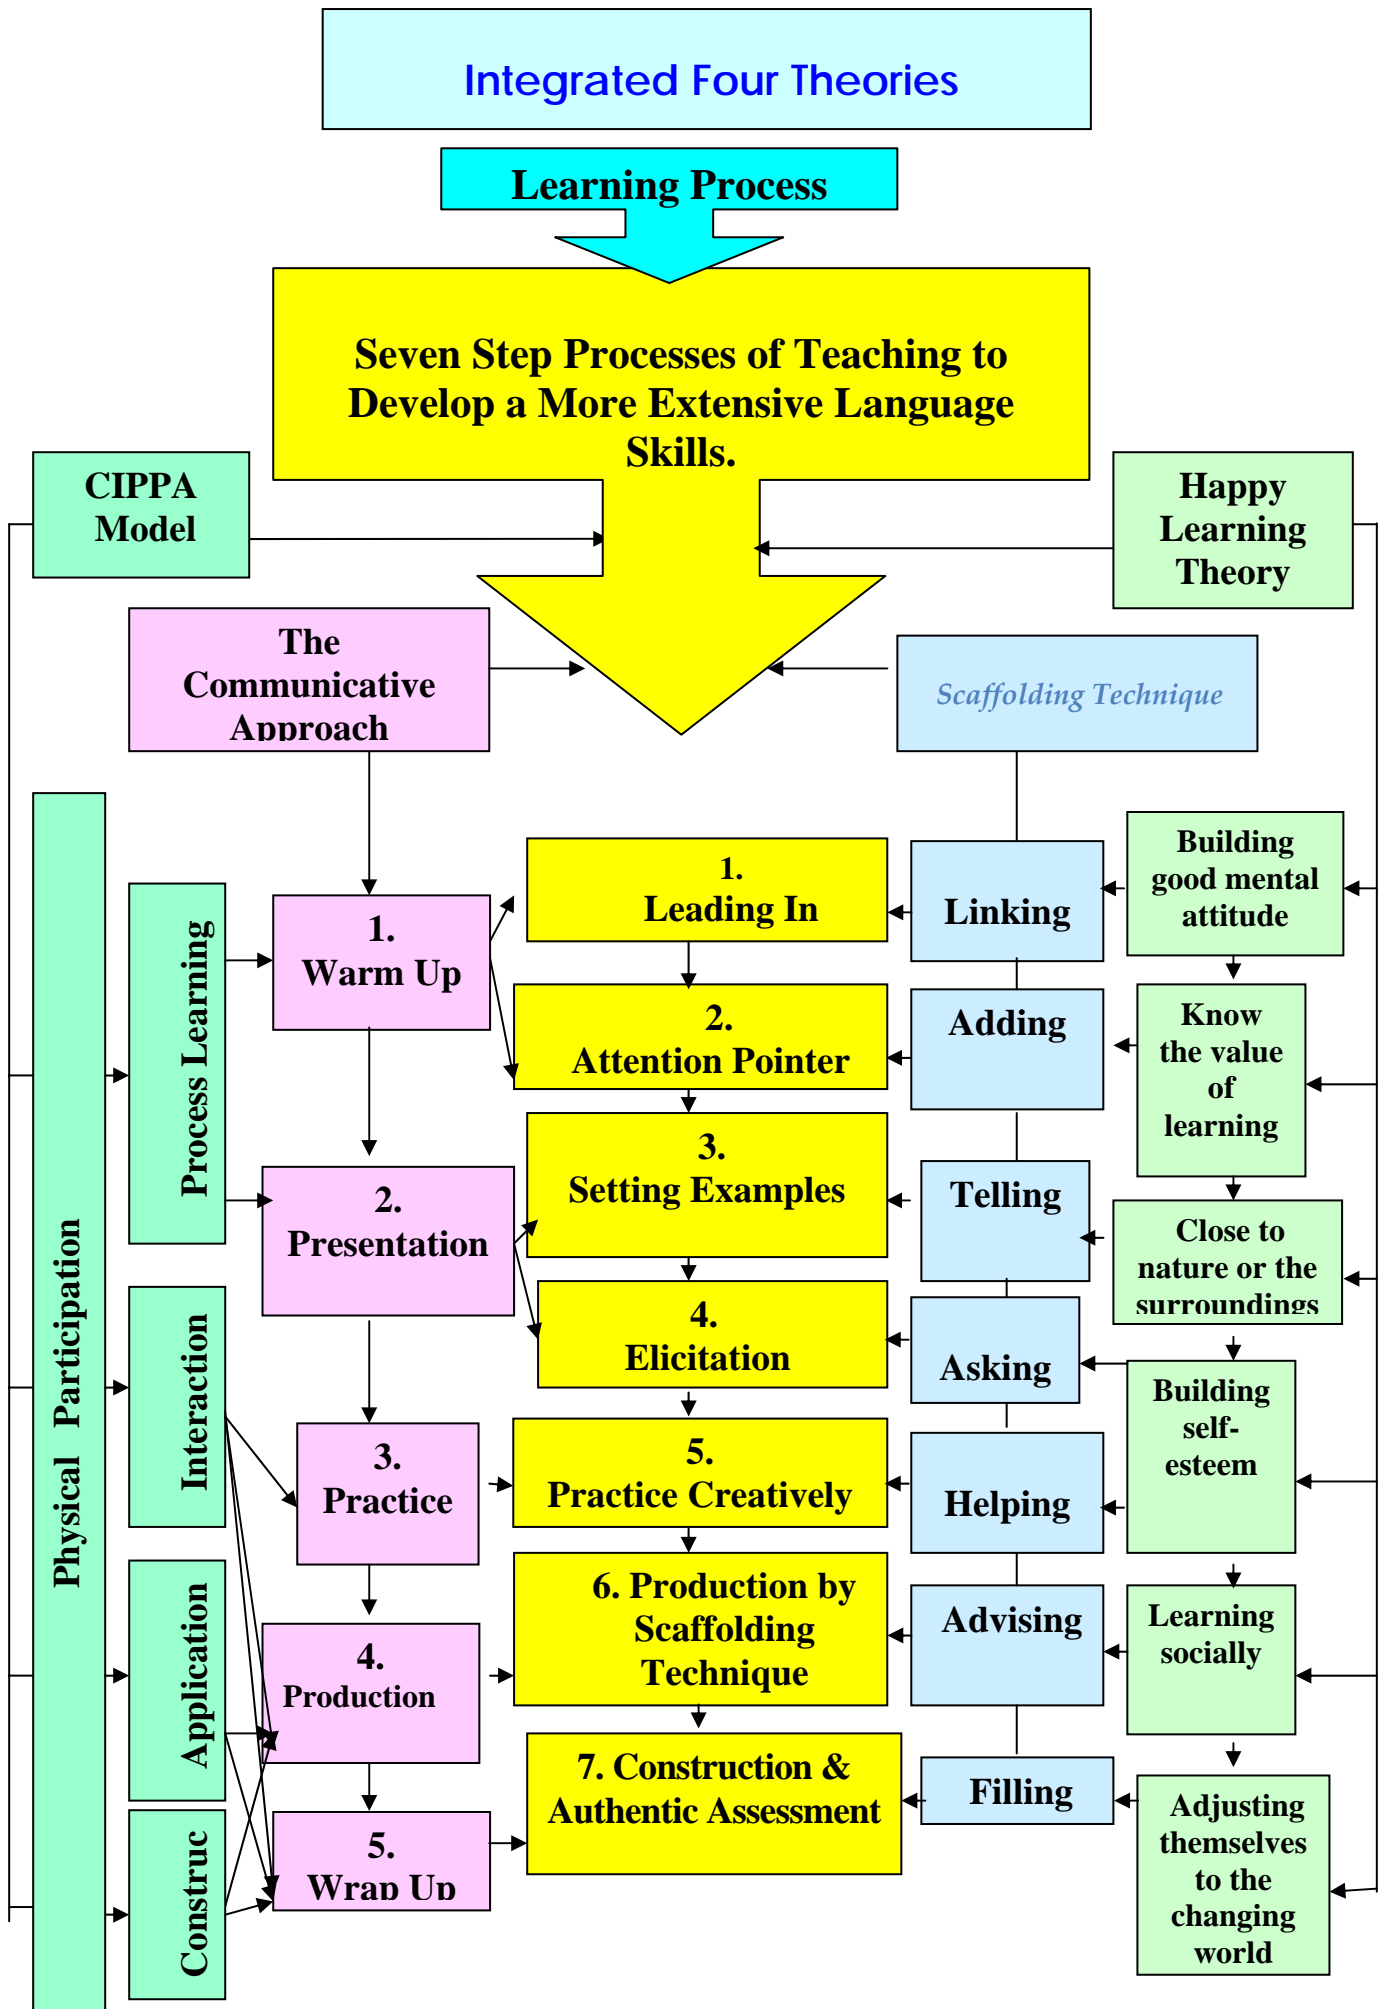 Integrated Four Theories
Learning Process
Seven Step Processes of Teaching to
Develop a More Extensive Language
Skills.
CIPPA
Model
Happy
Learning
Theory
The
Communicative
Approach
Scaffolding Technique
Physical Participation
Process Learning
Interaction
Application
Construc
1.
Warm Up
2.
Presentation
3.
Practice
4.
Production
5.
Wrap Up
1.
Leading In
2.
Attention Pointer
3.
Setting Examples
4.
Elicitation
5.
Practice Creatively
6. Production by
Scaffolding
Technique
7. Construction &
Authentic Assessment
Linking
Adding
Telling
Asking
Helping
Advising
Filling
Building
good mental
attitude
Know
the value
of
learning
Close to
nature or the
surroundings
Building
self-
esteem
Learning
socially
Adjusting
themselves
to the
changing
world